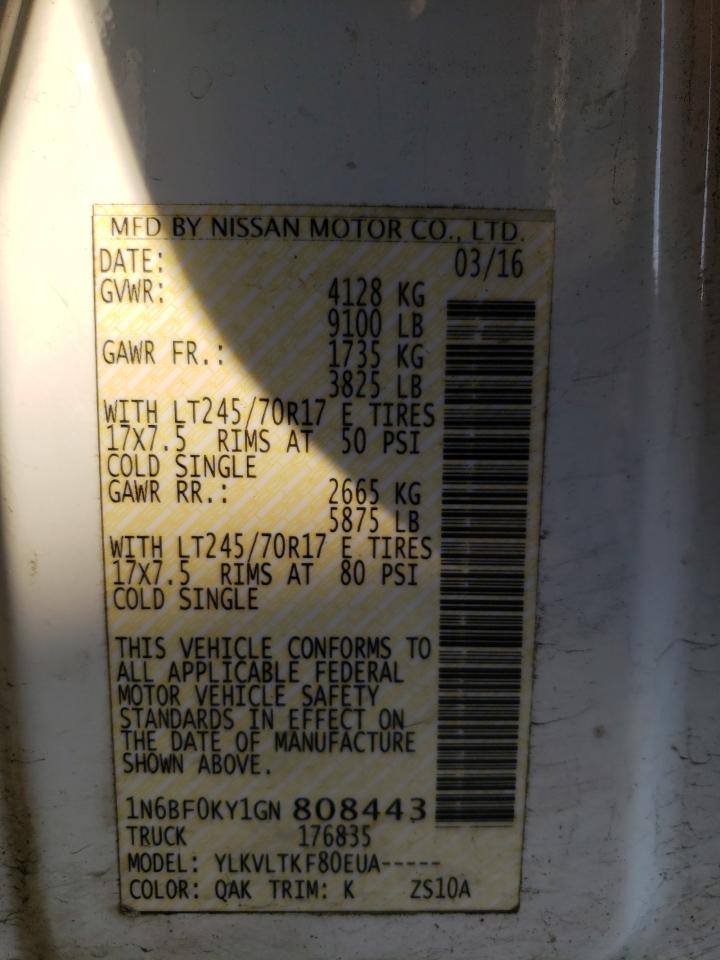 MFD BY NISSAN MOTOR CO., LTD.
DATE: 03/16
GVWR: 4128 KG
9100 LB
GAWR FR.: 1735 KG
3825 LB
WITH LT245/70R17 E TIRES
17X7.5 RIMS AT 50 PSI
COLD SINGLE
GAWR RR.: 2665 KG
5875 LB
WITH LT245/70R17 E TIRES
17X7.5 RIMS AT 80 PSI
COLD SINGLE
THIS VEHICLE CONFORMS TO
ALL APPLICABLE FEDERAL
MOTOR VEHICLE SAFETY
STANDARDS IN EFFECT ON
THE DATE OF MANUFACTURE
SHOWN ABOVE.
1N6BF0KY1GN 808443
TRUCK 176835
MODEL: YLKVLTKF80EUA-----
COLOR: QAK TRIM: K ZS10A